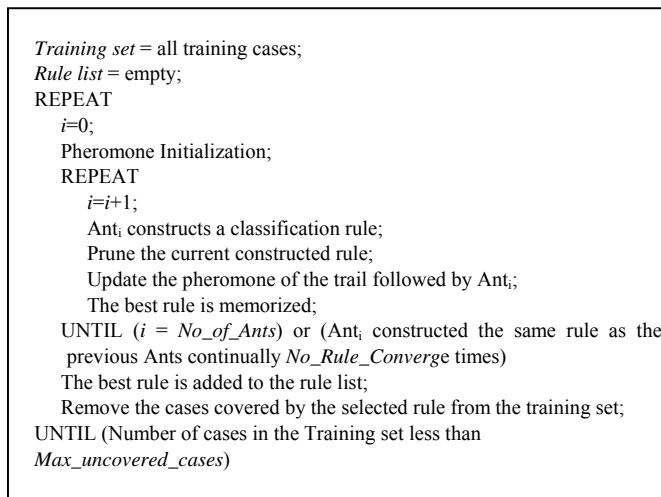 Training set = all training cases;
Rule list = empty;
REPEAT
i=0;
Pheromone Initialization;
REPEAT
i=i+1;
Anti constructs a classification rule;
Prune the current constructed rule;
Update the pheromone of the trail followed by Anti;
The best rule is memorized;
UNTIL (i = No_of_Ants) or (Anti constructed the same rule as the
previous Ants continually No_Rule_Converge times)
The best rule is added to the rule list;
Remove the cases covered by the selected rule from the training set;
UNTIL (Number of cases in the Training set less than
Max_uncovered_cases)